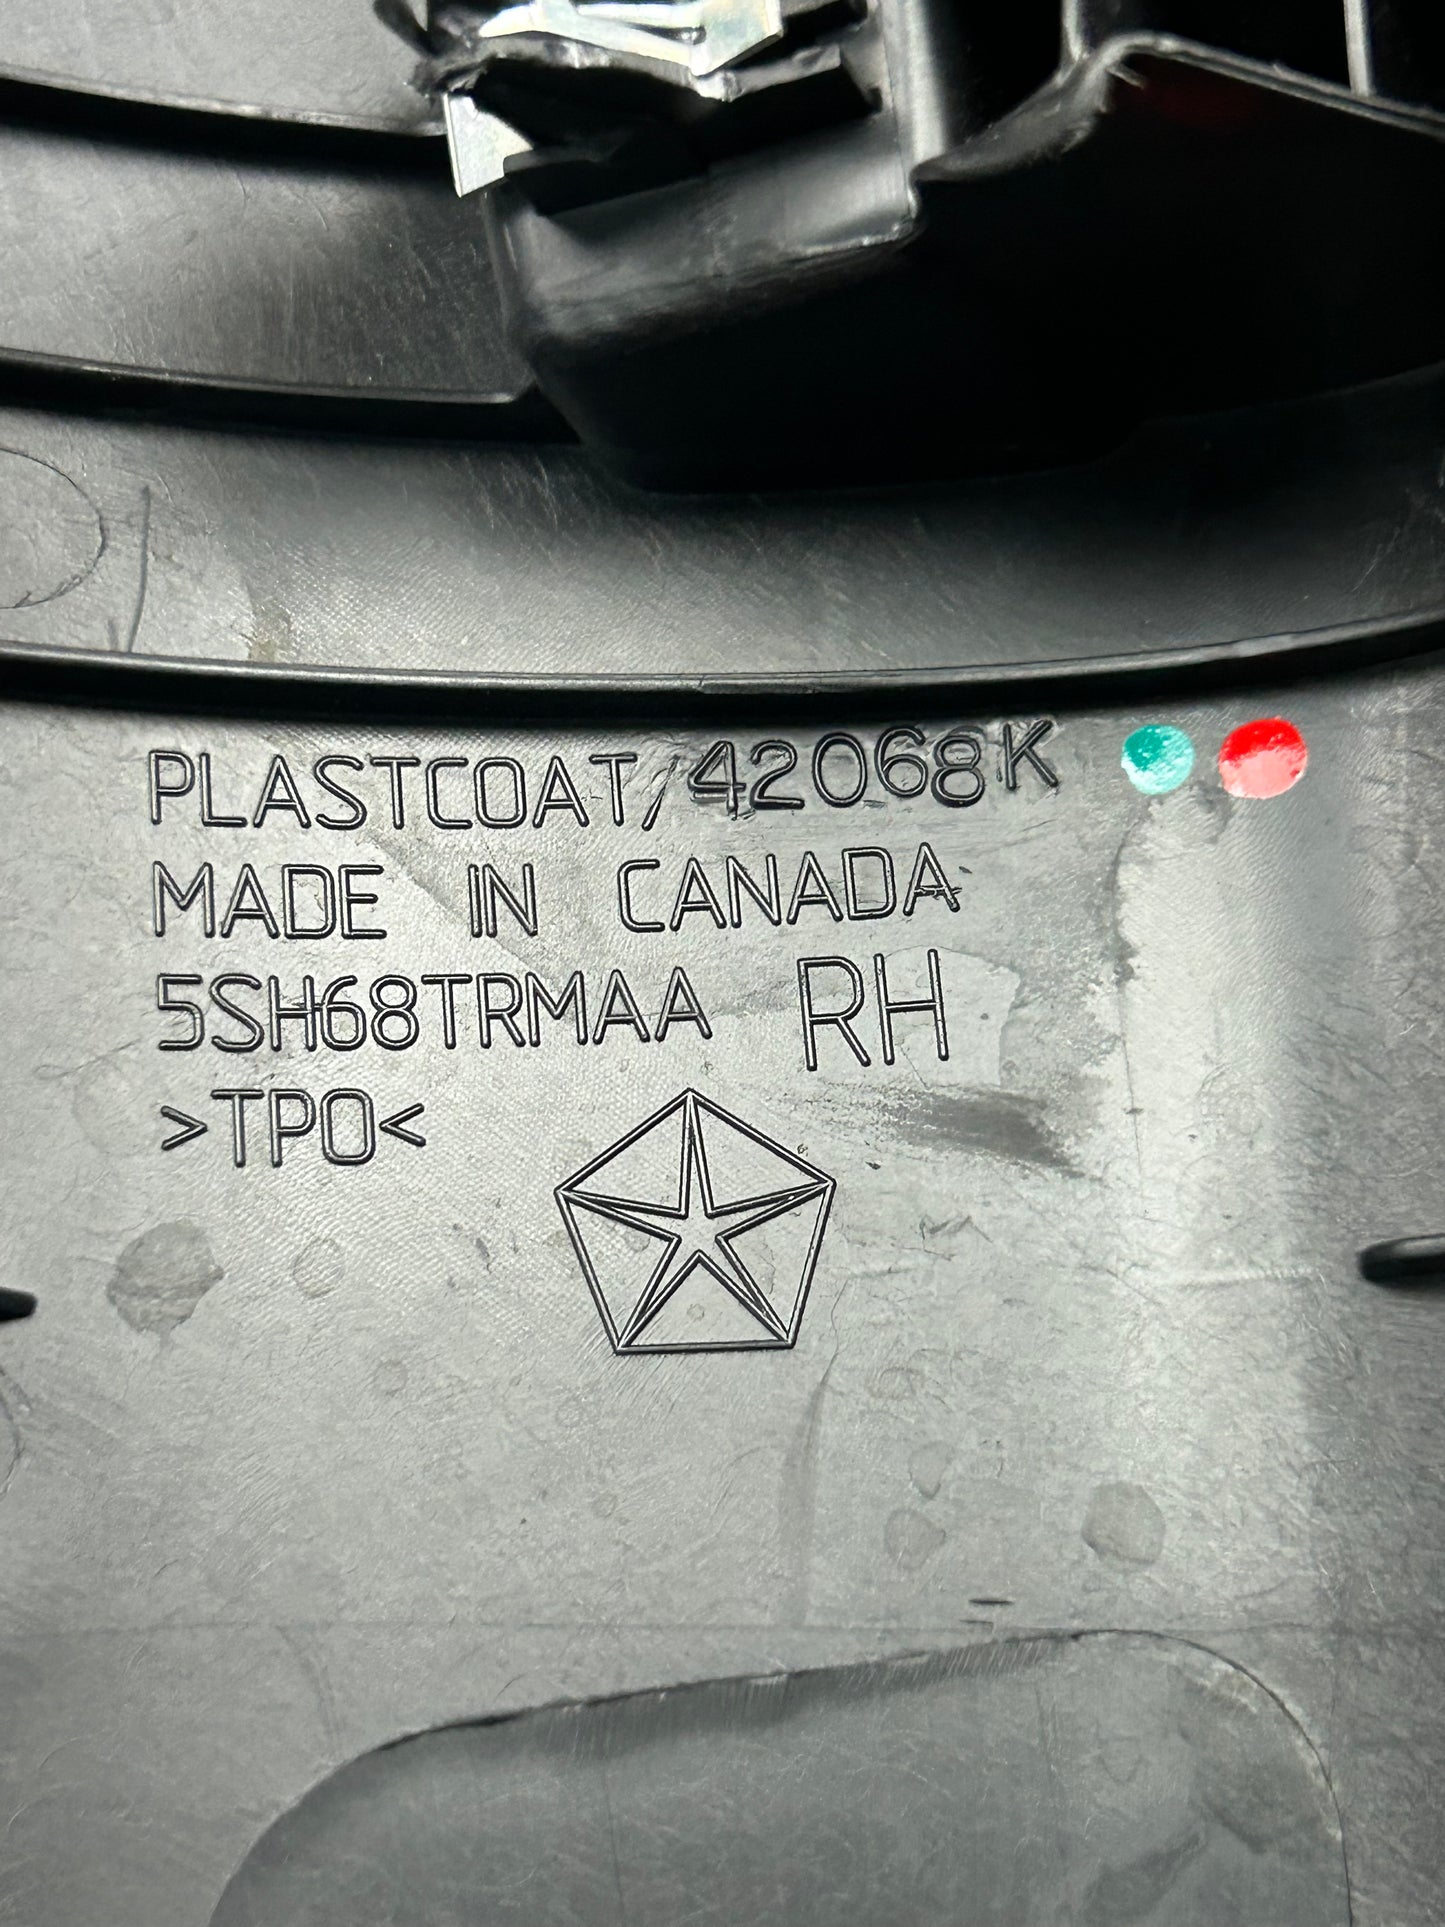 PLASTCOAT/42068K
MADE IN CANADA
5SH68TRMAA RH
>TPO<